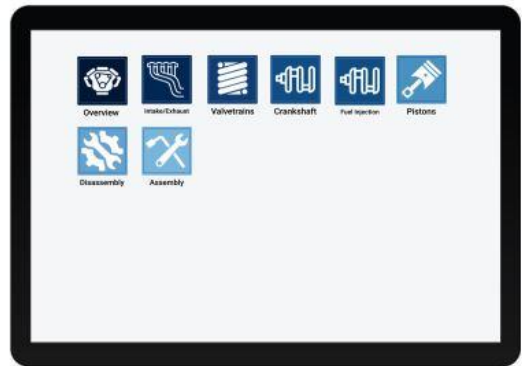 Overview Intake/Exhaust Valvetrains Crankshaft Fuel Injection Pistons
Disassembly Assembly